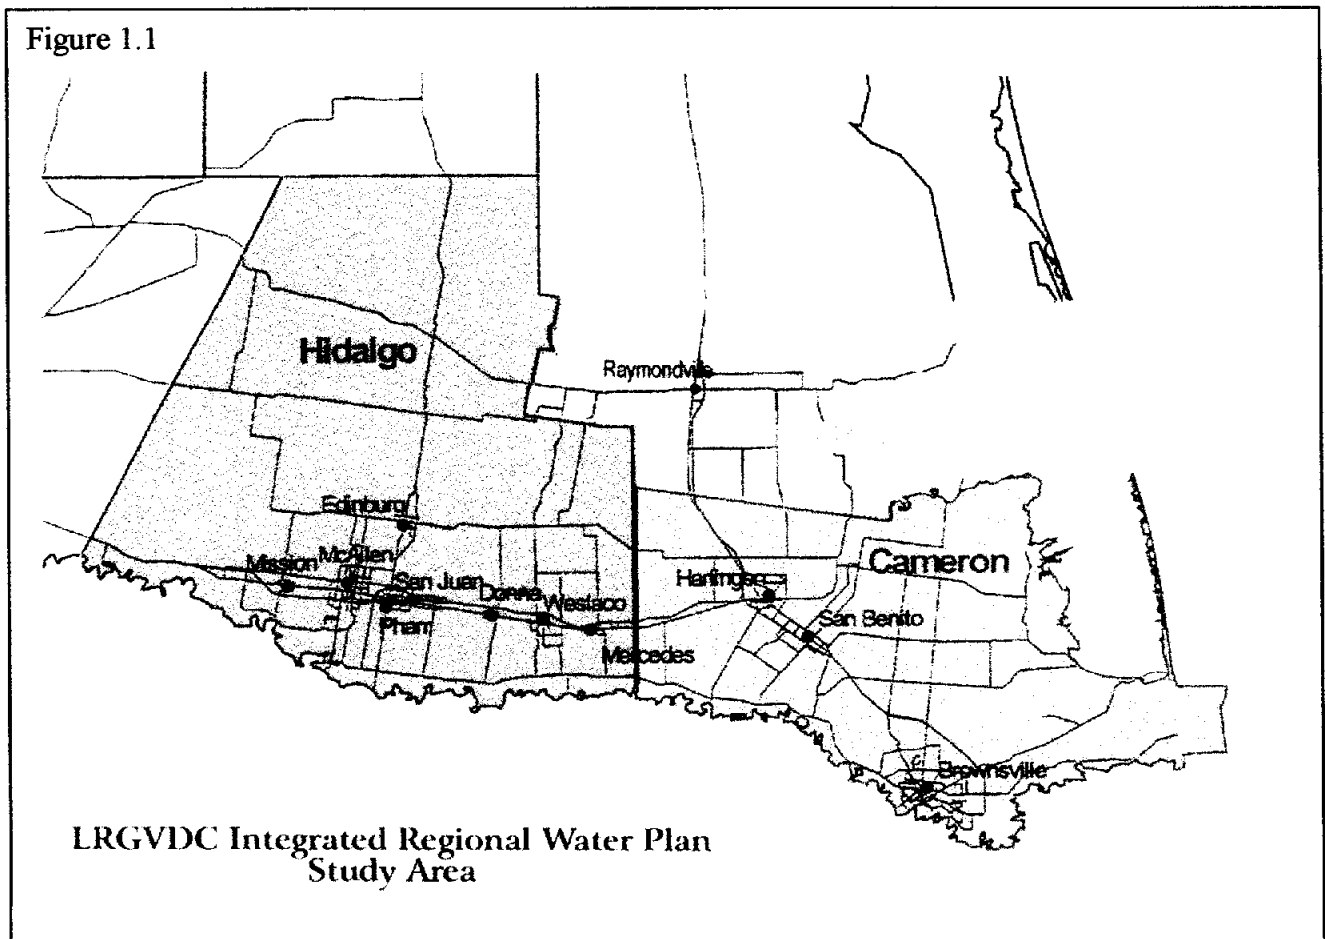 Figure 1.1
Hidalgo
Raymondville
Edinburg
Mission
McAllen
San Juan
Donna
Weslaco
Pharr
Mercedes
Cameron
Harlingen
San Benito
Brownsville
LRGVDC Integrated Regional Water Plan
Study Area